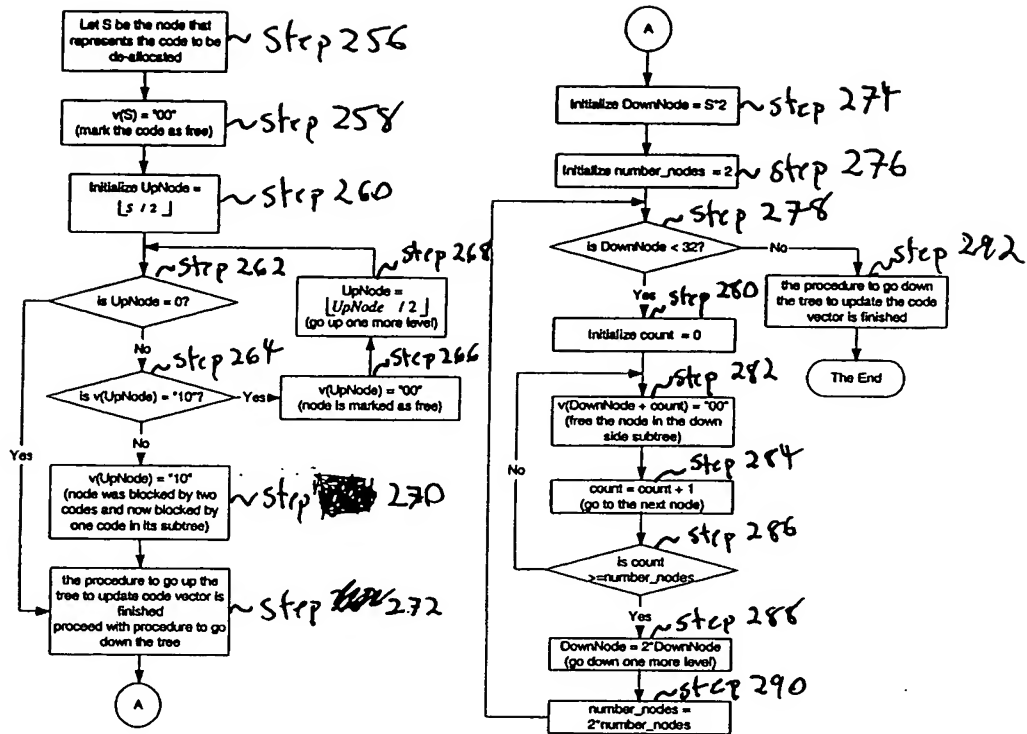 Let S be the node that
represents the code to be
de-allocated
step 256
v(S) = "00"
(mark the code as free)
step 258
Initialize UpNode =
⌊S / 2⌋
step 260
step 262
is UpNode = 0?
step 268
UpNode =
⌊UpNode / 2⌋
(go up one more level)
No
step 264
is v(UpNode) = "10"?
Yes
step 266
v(UpNode) = "00"
(node is marked as free)
No
Yes
v(UpNode) = "10"
(node was blocked by two
codes and now blocked by
one code in its subtree)
step 270
the procedure to go up the
tree to update code vector is
finished
proceed with procedure to go
down the tree
step 272
A
A
Initialize DownNode = S*2
step 274
Initialize number_nodes = 2
step 276
step 278
is DownNode < 32?
No
step 292
the procedure to go down
the tree to update the code
vector is finished
The End
Yes
step 280
Initialize count = 0
step 282
v(DownNode + count) = "00"
(free the node in the down
side subtree)
No
step 284
count = count + 1
(go to the next node)
step 286
is count
>=number_nodes
Yes
step 288
DownNode = 2*DownNode
(go down one more level)
step 290
number_nodes =
2*number_nodes